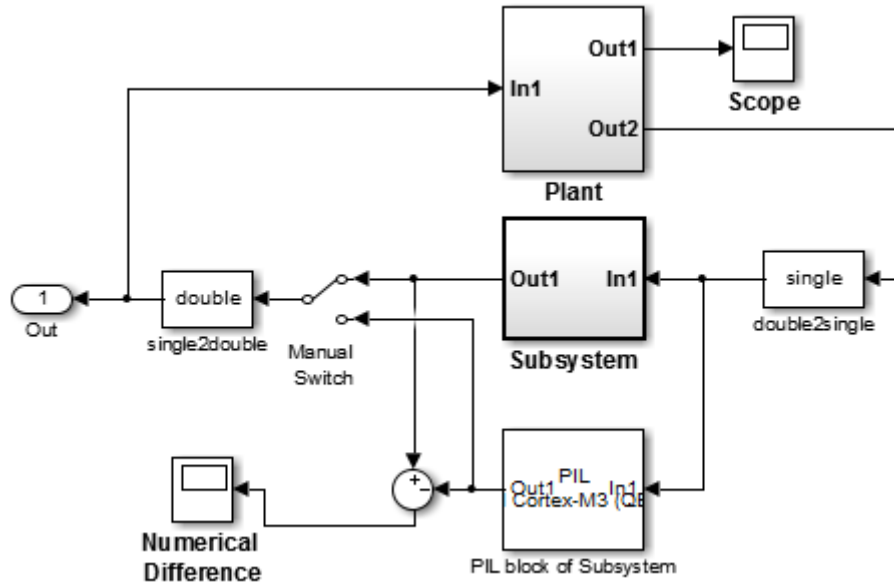 Out1
In1
Out2
Plant
Scope
Out1
In1
Subsystem
single
double2single
double
single2double
1
Out
Manual
Switch
+
−
Out1
PIL
In1
Cortex-M3 (QE
PIL block of Subsystem
Numerical
Difference